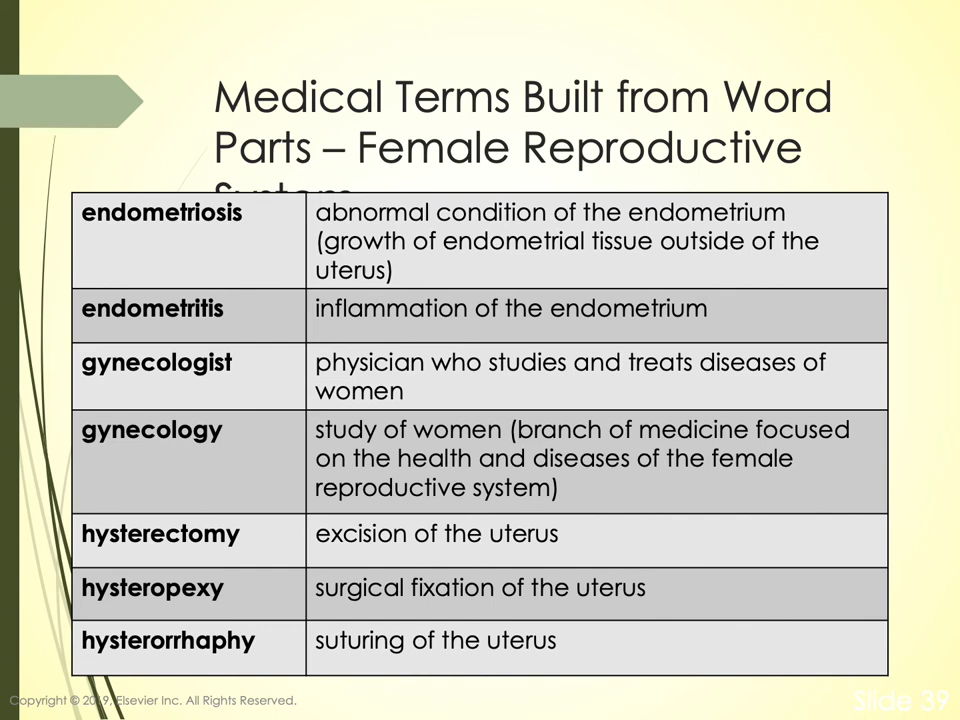 Medical Terms Built from Word
Parts – Female Reproductive
System
endometriosis
abnormal condition of the endometrium
(growth of endometrial tissue outside of the
uterus)
endometritis
inflammation of the endometrium
gynecologist
physician who studies and treats diseases of
women
gynecology
study of women (branch of medicine focused
on the health and diseases of the female
reproductive system)
hysterectomy
excision of the uterus
hysteropexy
surgical fixation of the uterus
hysterorrhaphy
suturing of the uterus
Copyright © 2019, Elsevier Inc. All Rights Reserved.
Slide 39